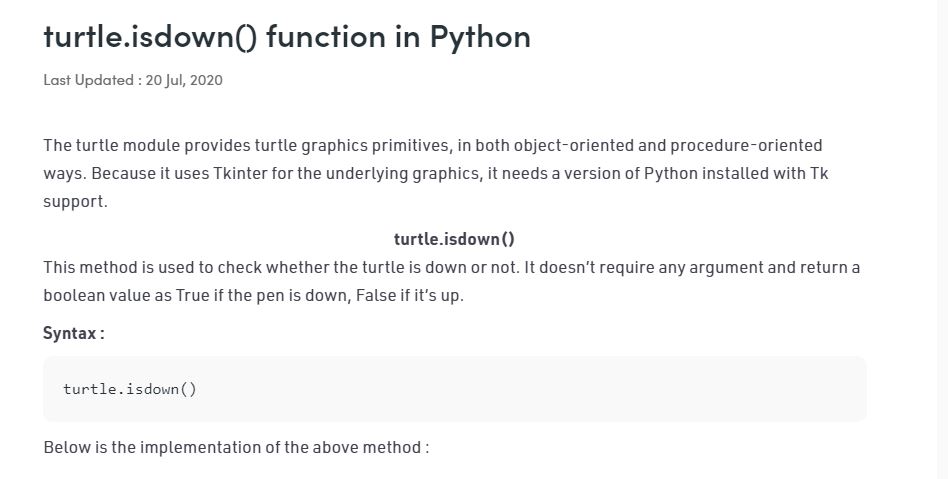 turtle.isdown() function in Python
Last Updated : 20 Jul, 2020
The turtle module provides turtle graphics primitives, in both object-oriented and procedure-oriented
ways. Because it uses Tkinter for the underlying graphics, it needs a version of Python installed with Tk
support.
turtle.isdown()
This method is used to check whether the turtle is down or not. It doesn’t require any argument and return a
boolean value as True if the pen is down, False if it’s up.
Syntax :
turtle.isdown()
Below is the implementation of the above method :